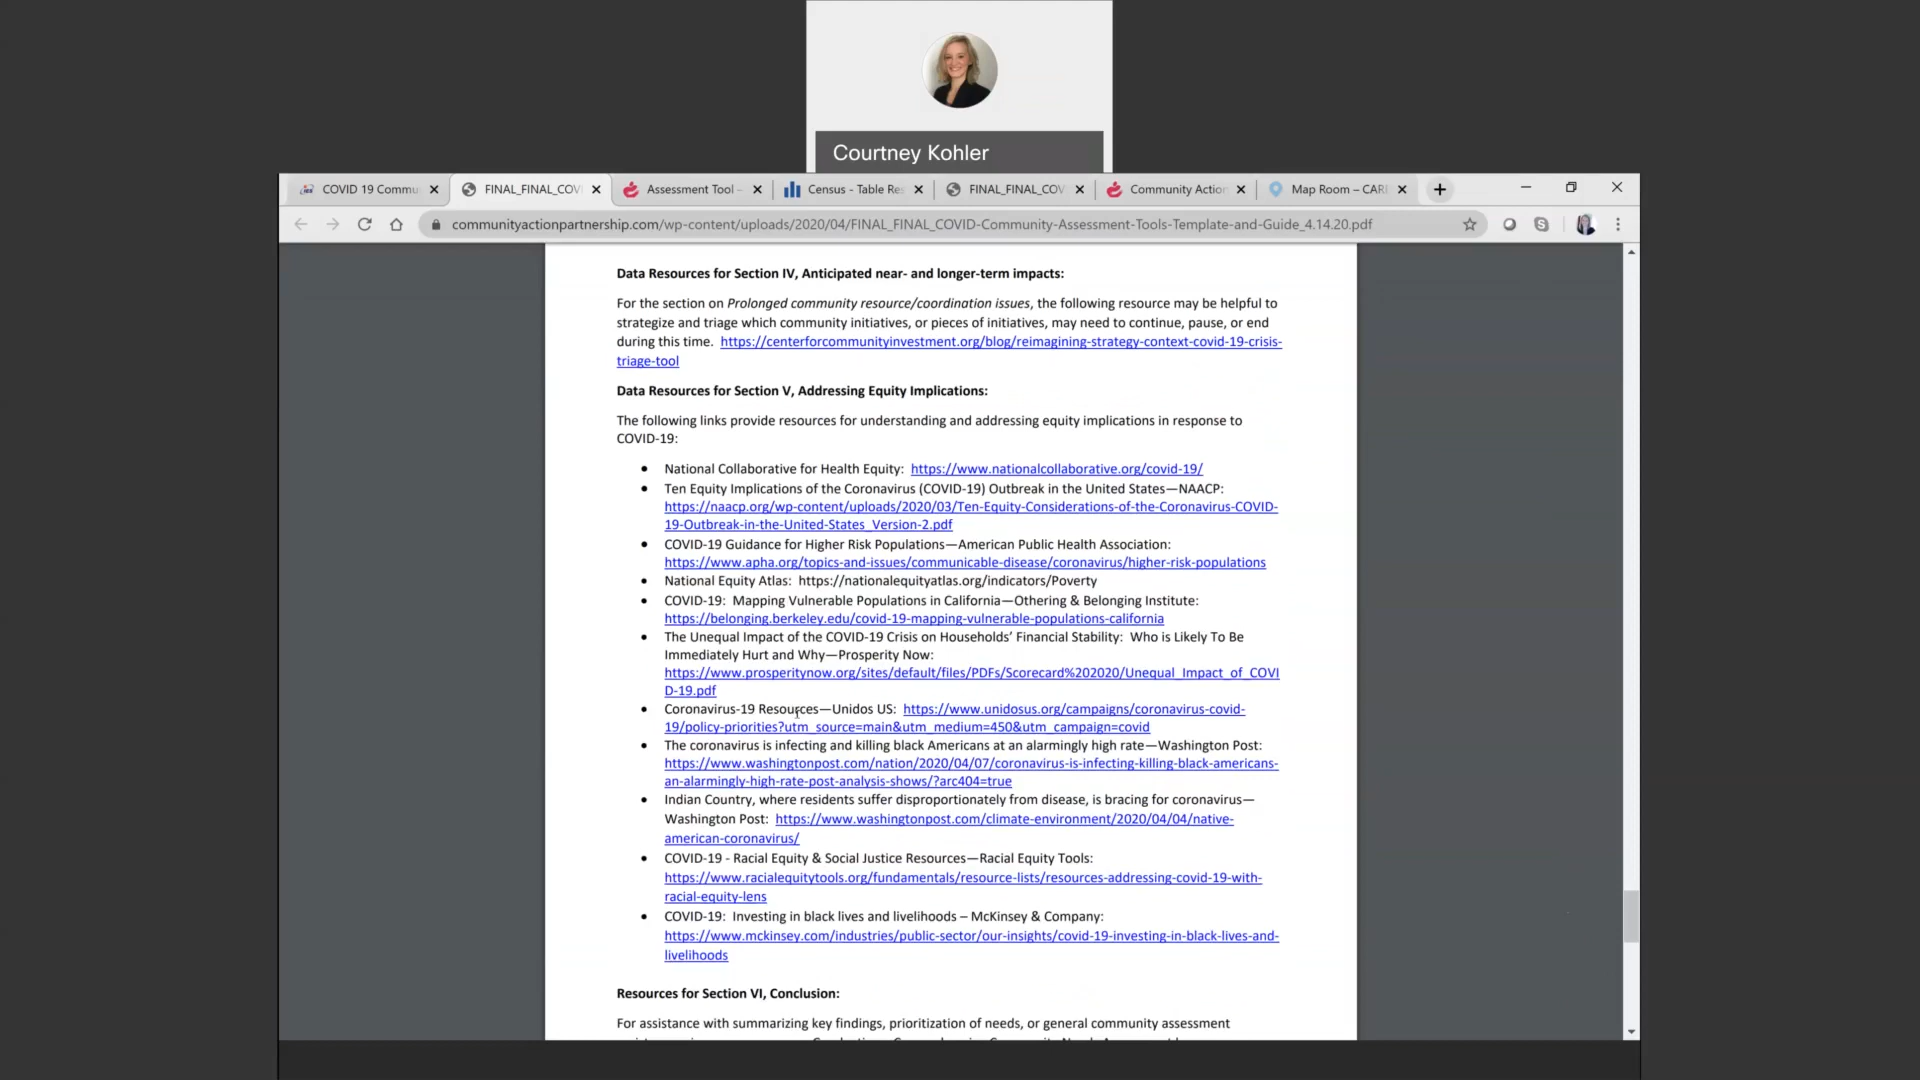 Courtney Kohler
COVID 19 Commu
FINAL_FINAL_COV
Assessment Tool –
Census - Table Res
FINAL_FINAL_COV
Community Action
Map Room – CAR
communityactionpartnership.com/wp-content/uploads/2020/04/FINAL_FINAL_COVID-Community-Assessment-Tools-Template-and-Guide_4.14.20.pdf
Data Resources for Section IV, Anticipated near- and longer-term impacts:
For the section on Prolonged community resource/coordination issues, the following resource may be helpful to
strategize and triage which community initiatives, or pieces of initiatives, may need to continue, pause, or end
during this time. https://centerforcommunityinvestment.org/blog/reimagining-strategy-context-covid-19-crisis-
triage-tool
Data Resources for Section V, Addressing Equity Implications:
The following links provide resources for understanding and addressing equity implications in response to
COVID-19:
• National Collaborative for Health Equity: https://www.nationalcollaborative.org/covid-19/
• Ten Equity Implications of the Coronavirus (COVID-19) Outbreak in the United States—NAACP:
https://naacp.org/wp-content/uploads/2020/03/Ten-Equity-Considerations-of-the-Coronavirus-COVID-
19-Outbreak-in-the-United-States_Version-2.pdf
• COVID-19 Guidance for Higher Risk Populations—American Public Health Association:
https://www.apha.org/topics-and-issues/communicable-disease/coronavirus/higher-risk-populations
• National Equity Atlas: https://nationalequityatlas.org/indicators/Poverty
• COVID-19: Mapping Vulnerable Populations in California—Othering & Belonging Institute:
https://belonging.berkeley.edu/covid-19-mapping-vulnerable-populations-california
• The Unequal Impact of the COVID-19 Crisis on Households’ Financial Stability: Who is Likely To Be
Immediately Hurt and Why—Prosperity Now:
https://www.prosperitynow.org/sites/default/files/PDFs/Scorecard%202020/Unequal_Impact_of_COVI
D-19.pdf
• Coronavirus-19 Resources—Unidos US: https://www.unidosus.org/campaigns/coronavirus-covid-
19/policy-priorities?utm_source=main&utm_medium=450&utm_campaign=covid
• The coronavirus is infecting and killing black Americans at an alarmingly high rate—Washington Post:
https://www.washingtonpost.com/nation/2020/04/07/coronavirus-is-infecting-killing-black-americans-
an-alarmingly-high-rate-post-analysis-shows/?arc404=true
• Indian Country, where residents suffer disproportionately from disease, is bracing for coronavirus—
Washington Post: https://www.washingtonpost.com/climate-environment/2020/04/04/native-
american-coronavirus/
• COVID-19 - Racial Equity & Social Justice Resources—Racial Equity Tools:
https://www.racialequitytools.org/fundamentals/resource-lists/resources-addressing-covid-19-with-
racial-equity-lens
• COVID-19: Investing in black lives and livelihoods – McKinsey & Company:
https://www.mckinsey.com/industries/public-sector/our-insights/covid-19-investing-in-black-lives-and-
livelihoods
Resources for Section VI, Conclusion:
For assistance with summarizing key findings, prioritization of needs, or general community assessment